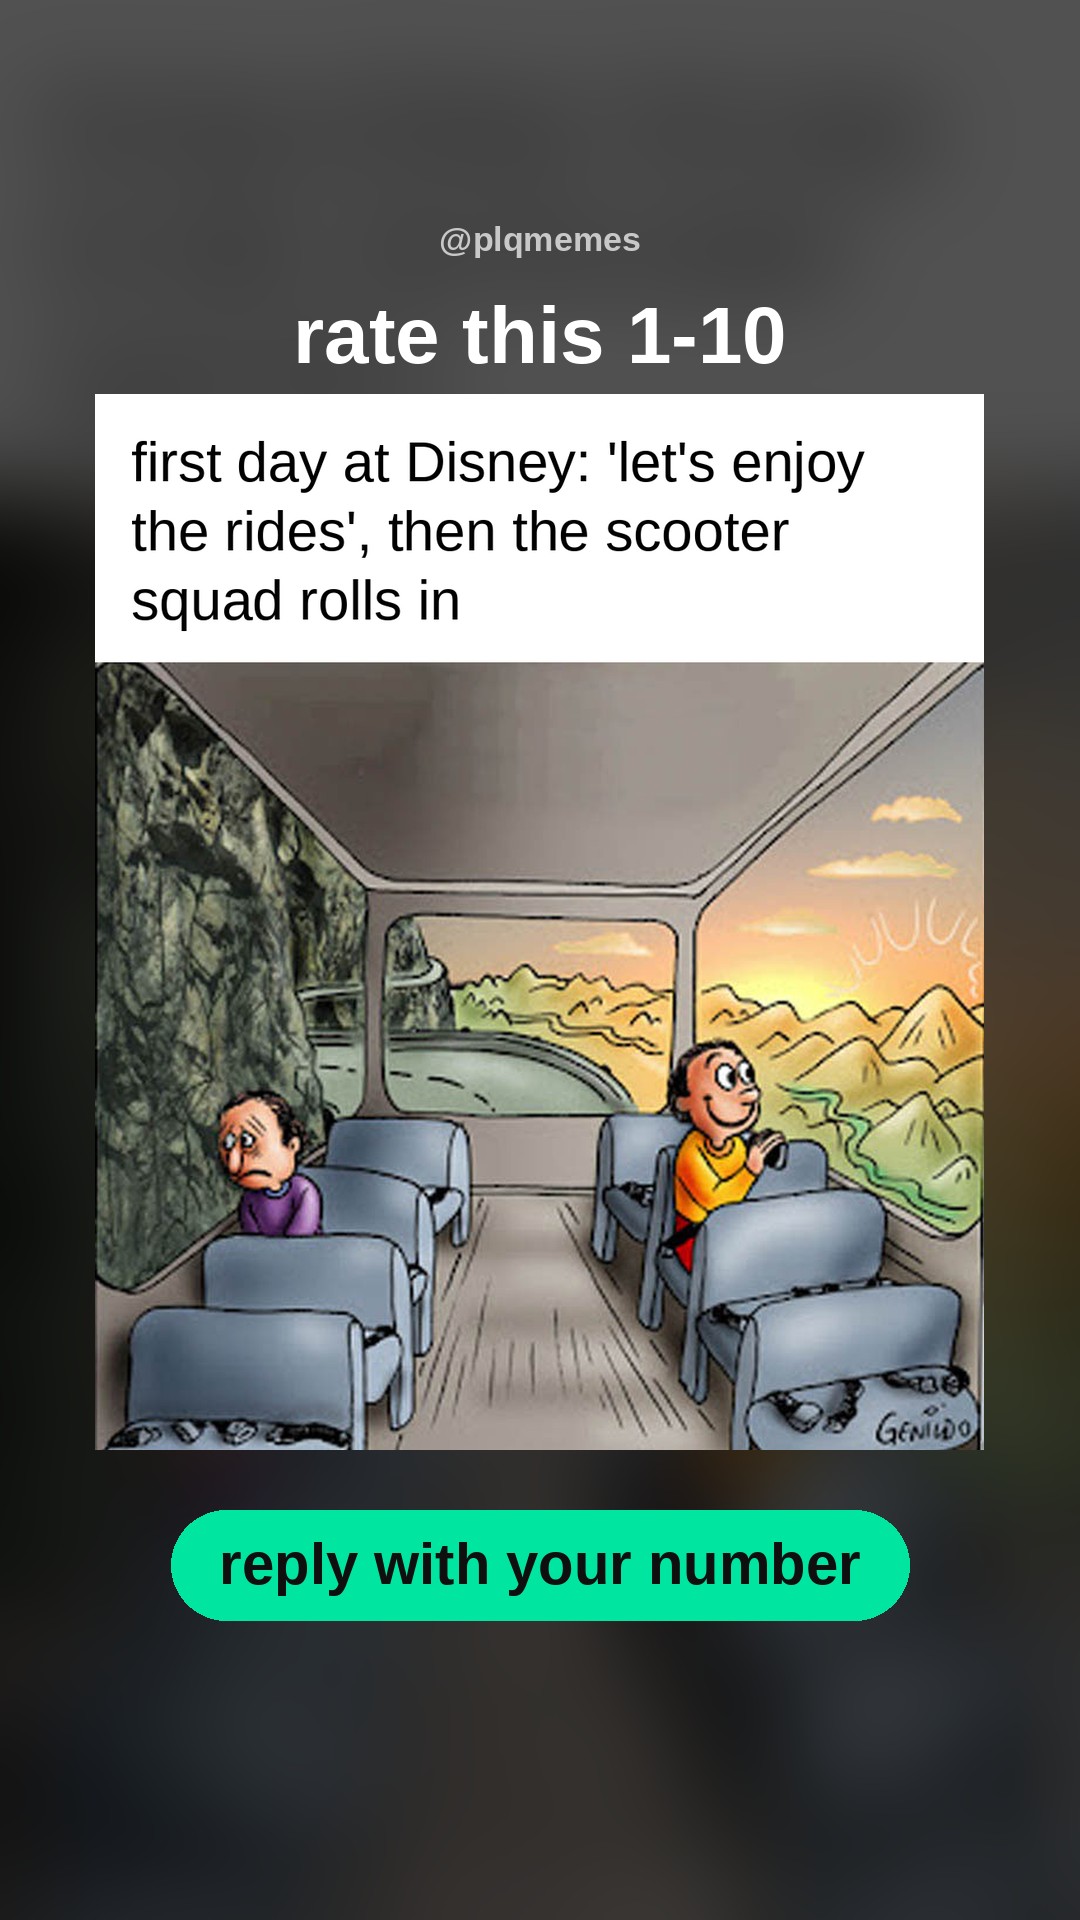 @plqmemes
rate this 1-10
first day at Disney: 'let's enjoy
the rides', then the scooter
squad rolls in
GENILDO
reply with your number